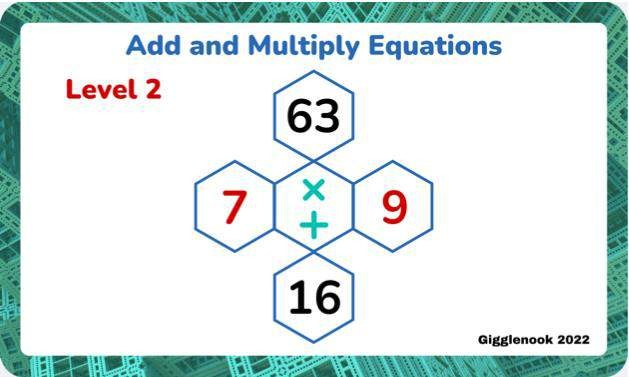 Add and Multiply Equations
Level 2
63
7 × 9
+
16
Gigglenook 2022